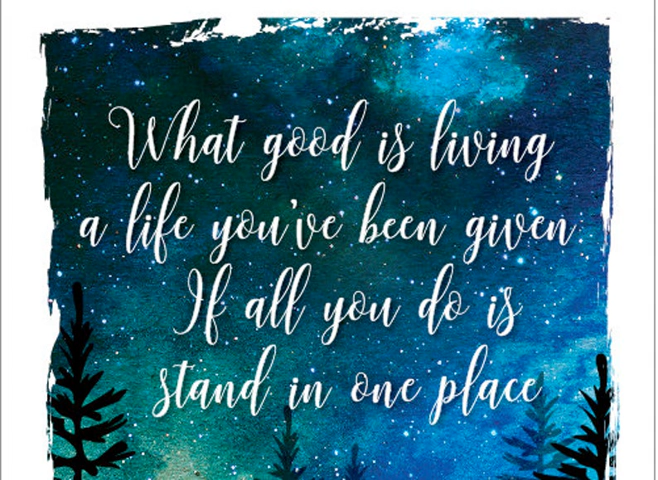 What good is living
a life you've been given
If all you do is
stand in one place